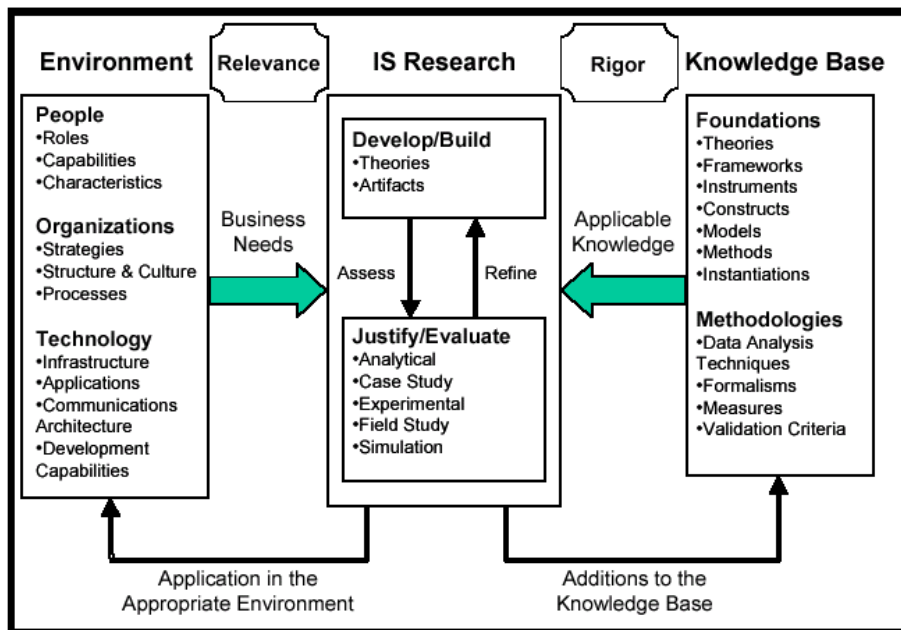 Environment
Relevance
IS Research
Rigor
Knowledge Base
People
•Roles
•Capabilities
•Characteristics
Organizations
•Strategies
•Structure & Culture
•Processes
Technology
•Infrastructure
•Applications
•Communications
Architecture
•Development
Capabilities
Business
Needs
Develop/Build
•Theories
•Artifacts
Assess
Refine
Justify/Evaluate
•Analytical
•Case Study
•Experimental
•Field Study
•Simulation
Applicable
Knowledge
Foundations
•Theories
•Frameworks
•Instruments
•Constructs
•Models
•Methods
•Instantiations
Methodologies
•Data Analysis
Techniques
•Formalisms
•Measures
•Validation Criteria
Application in the
Appropriate Environment
Additions to the
Knowledge Base